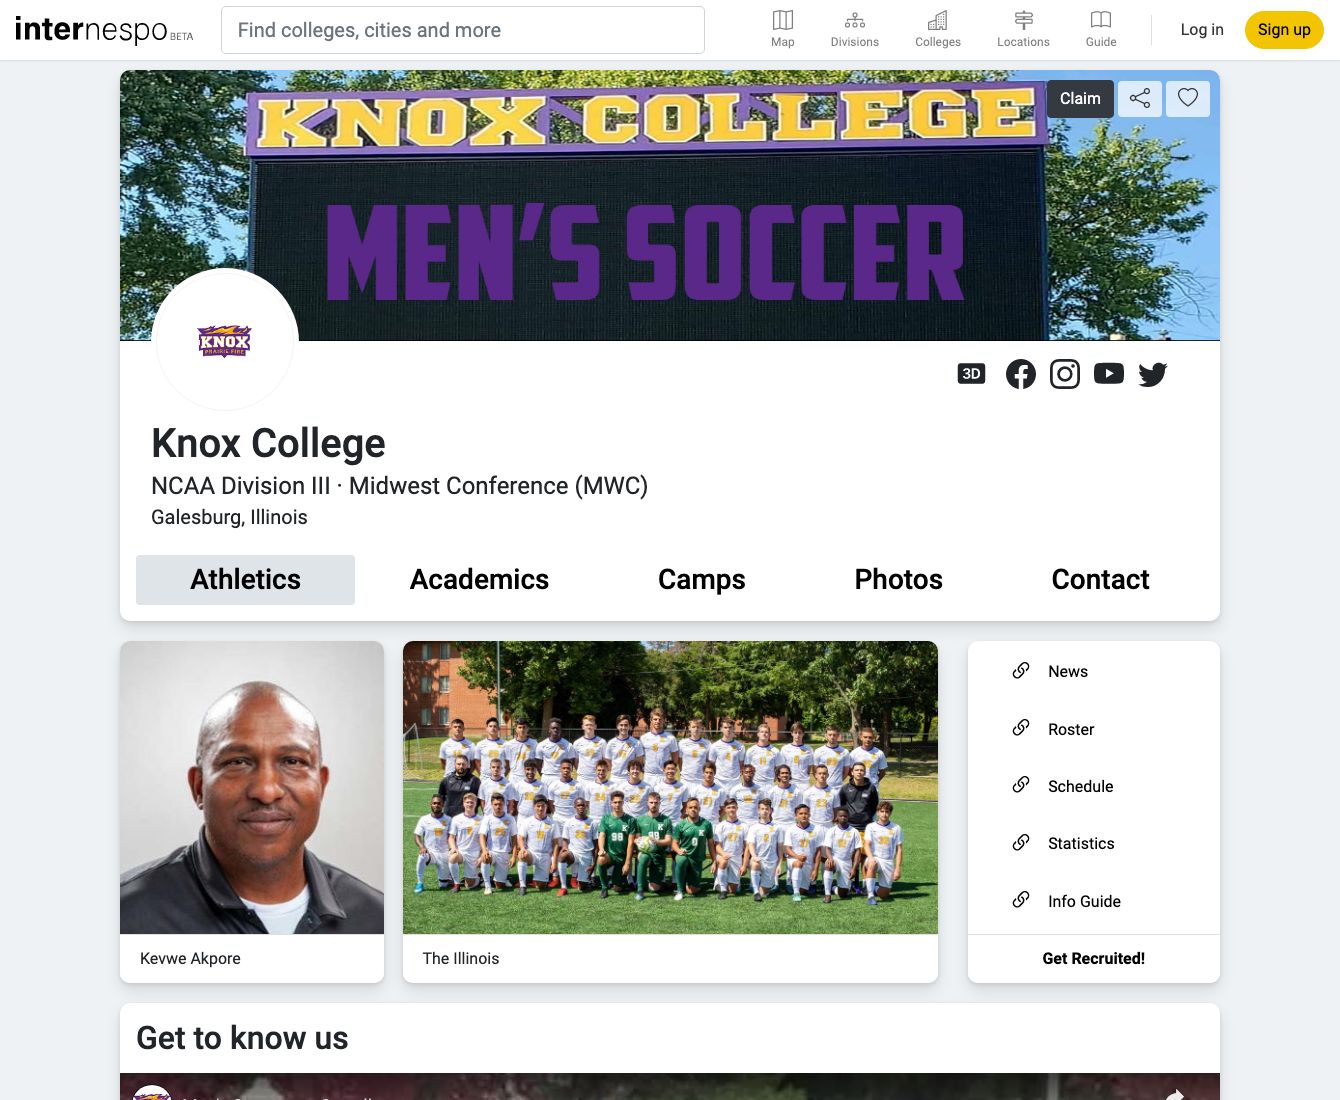 internespo BETA
Find colleges, cities and more
Map
Divisions
Colleges
Locations
Guide
Log in
Sign up
KNOX COLLEGE
Claim
MEN'S SOCCER
KNOX
PRAIRIE FIRE
3D
Knox College
NCAA Division III · Midwest Conference (MWC)
Galesburg, Illinois
Athletics
Academics
Camps
Photos
Contact
Kevwe Akpore
The Illinois
News
Roster
Schedule
Statistics
Info Guide
Get Recruited!
Get to know us